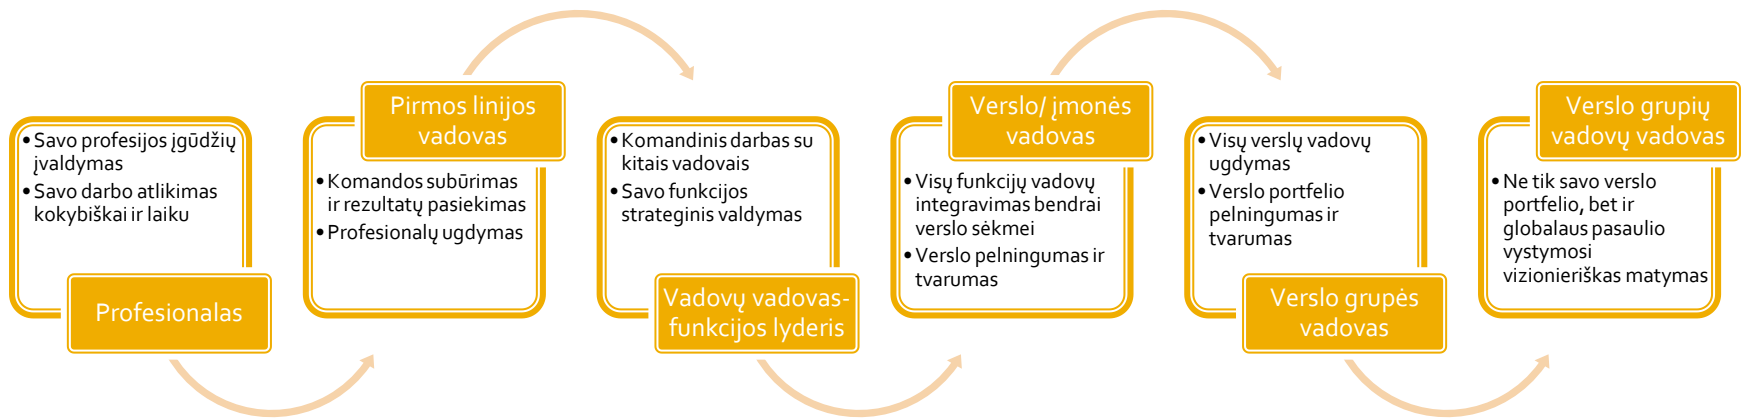 • Savo profesijos įgūdžių
įvaldymas
• Savo darbo atlikimas
kokybiškai ir laiku
Profesionalas
Pirmos linijos
vadovas
• Komandos subūrimas
ir rezultatų pasiekimas
• Profesionalų ugdymas
• Komandinis darbas su
kitais vadovais
• Savo funkcijos
strateginis valdymas
Vadovų vadovas-
funkcijos lyderis
Verslo/ įmonės
vadovas
• Visų funkcijų vadovų
integravimas bendrai
verslo sėkmei
• Verslo pelningumas ir
tvarumas
• Visų verslų vadovų
ugdymas
• Verslo portfelio
pelningumas ir
tvarumas
Verslo grupės
vadovas
Verslo grupių
vadovų vadovas
• Ne tik savo verslo
portfelio, bet ir
globalaus pasaulio
vystymosi
vizionieriškas matymas